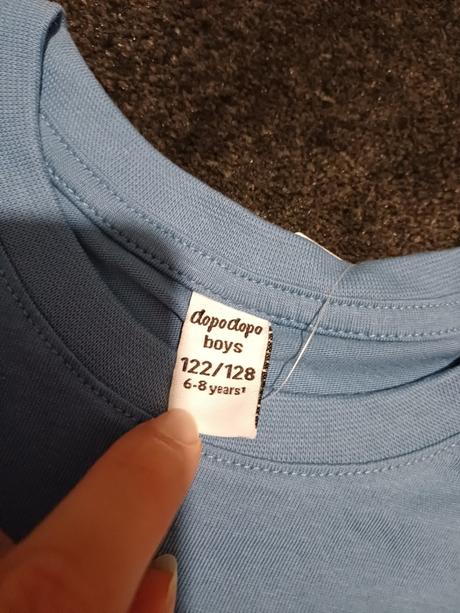 dopodopo
boys
122/128
6-8 years¹